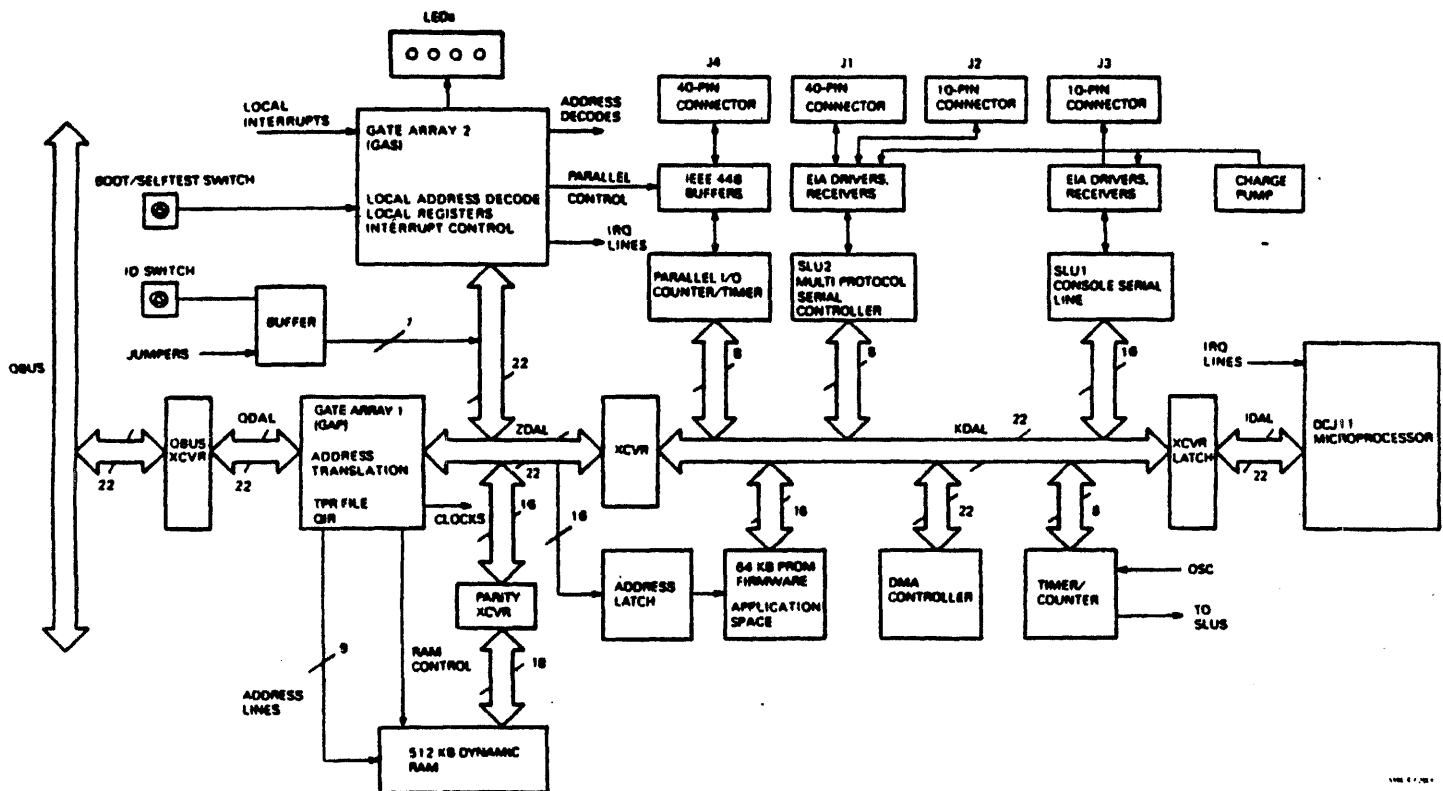 LEDs
J4
J1
J2
J3
40-PIN
CONNECTOR
40-PIN
CONNECTOR
10-PIN
CONNECTOR
10-PIN
CONNECTOR
LOCAL
INTERRUPTS
GATE ARRAY 2
(GAS)
LOCAL ADDRESS DECODE
LOCAL REGISTERS
INTERRUPT CONTROL
ADDRESS
DECODES
PARALLEL
CONTROL
IRQ
LINES
BOOT/SELFTEST SWITCH
IEEE 448
BUFFERS
EIA DRIVERS,
RECEIVERS
EIA DRIVERS,
RECEIVERS
CHARGE
PUMP
ID SWITCH
BUFFER
JUMPERS
7
22
PARALLEL I/O
COUNTER/TIMER
SLU2
MULTI PROTOCOL
SERIAL
CONTROLLER
SLU1
CONSOLE SERIAL
LINE
8
8
16
IRQ
LINES
QBUS
22
QBUS
XCVR
QDAL
22
GATE ARRAY 1
(GAP)
ADDRESS
TRANSLATION
TPR FILE
QIR
CLOCKS
ZDAL
22
XCVR
KDAL
22
XCVR
LATCH
IDAL
22
DCJ11
MICROPROCESSOR
16
16
16
22
8
PARITY
XCVR
ADDRESS
LATCH
64 KB PROM
FIRMWARE
APPLICATION
SPACE
DMA
CONTROLLER
TIMER/
COUNTER
OSC
TO
SLUS
9
ADDRESS
LINES
RAM
CONTROL
18
512 KB DYNAMIC
RAM